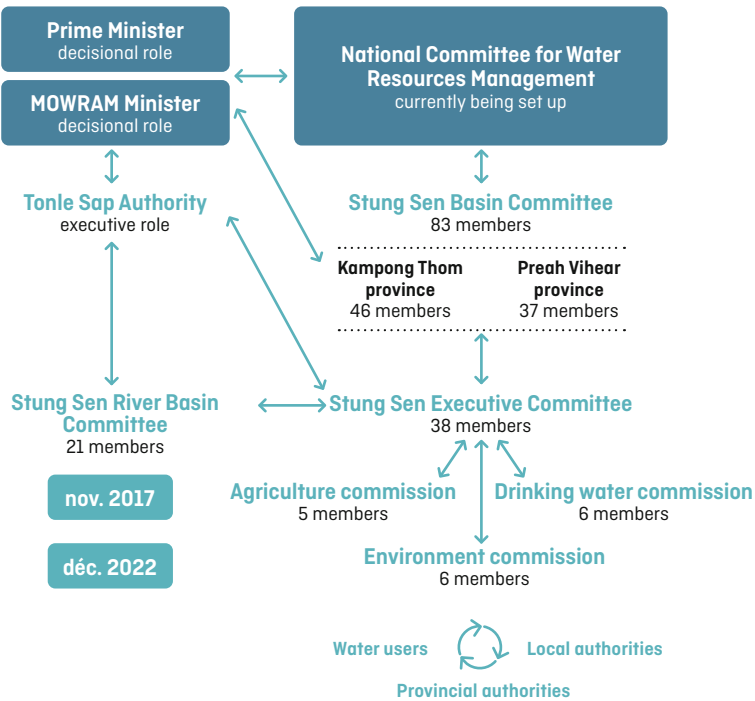 Prime Minister
decisional role
MOWRAM Minister
decisional role
National Committee for Water
Resources Management
currently being set up
Tonle Sap Authority
executive role
Stung Sen Basin Committee
83 members
Kampong Thom
province
46 members
Preah Vihear
province
37 members
Stung Sen River Basin
Committee
21 members
Stung Sen Executive Committee
38 members
nov. 2017
déc. 2022
Agriculture commission
5 members
Drinking water commission
6 members
Environment commission
6 members
Water users
Local authorities
Provincial authorities